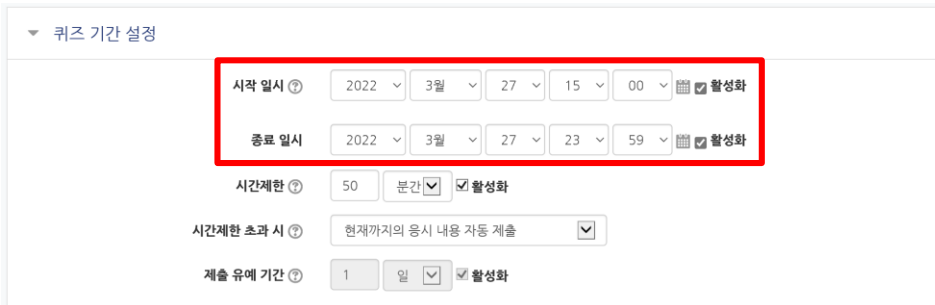 퀴즈 기간 설정
시작 일시 2022 3월 27 15 00 활성화
종료 일시 2022 3월 27 23 59 활성화
시간제한 50 분간 활성화
시간제한 초과 시 현재까지의 응시 내용 자동 제출
제출 유예 기간 1 일 활성화